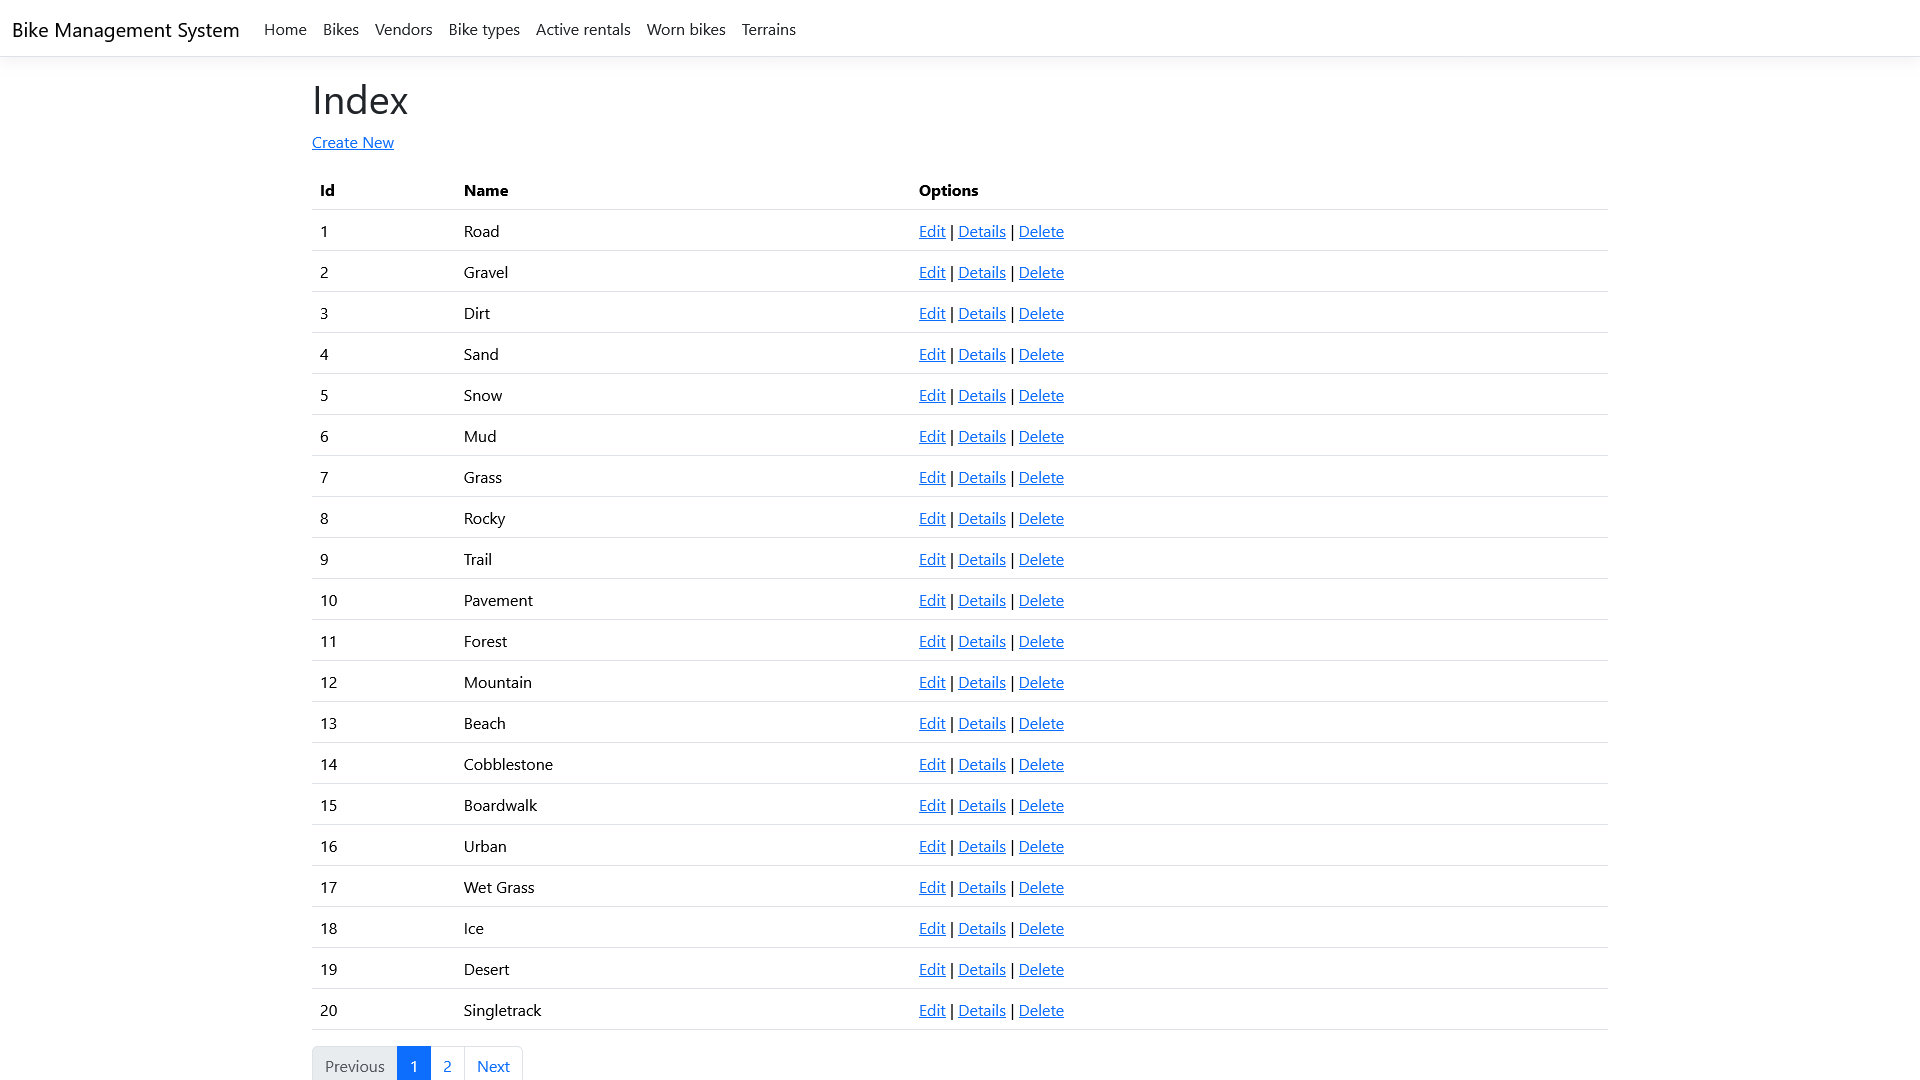 Bike Management System Home Bikes Vendors Bike types Active rentals Worn bikes Terrains
Index
Create New
Id Name Options
1 Road Edit | Details | Delete
2 Gravel Edit | Details | Delete
3 Dirt Edit | Details | Delete
4 Sand Edit | Details | Delete
5 Snow Edit | Details | Delete
6 Mud Edit | Details | Delete
7 Grass Edit | Details | Delete
8 Rocky Edit | Details | Delete
9 Trail Edit | Details | Delete
10 Pavement Edit | Details | Delete
11 Forest Edit | Details | Delete
12 Mountain Edit | Details | Delete
13 Beach Edit | Details | Delete
14 Cobblestone Edit | Details | Delete
15 Boardwalk Edit | Details | Delete
16 Urban Edit | Details | Delete
17 Wet Grass Edit | Details | Delete
18 Ice Edit | Details | Delete
19 Desert Edit | Details | Delete
20 Singletrack Edit | Details | Delete
Previous 1 2 Next